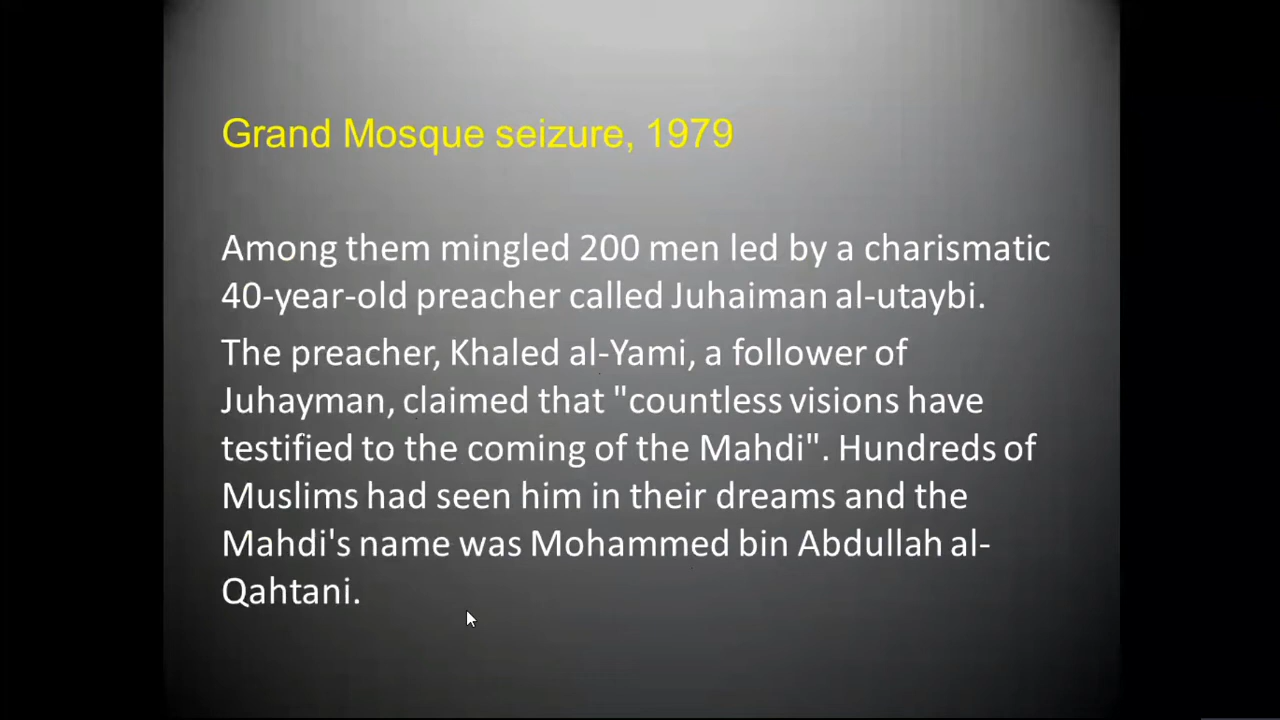 Grand Mosque seizure, 1979
Among them mingled 200 men led by a charismatic
40-year-old preacher called Juhaiman al-utaybi.
The preacher, Khaled al-Yami, a follower of
Juhayman, claimed that "countless visions have
testified to the coming of the Mahdi". Hundreds of
Muslims had seen him in their dreams and the
Mahdi's name was Mohammed bin Abdullah al-
Qahtani.